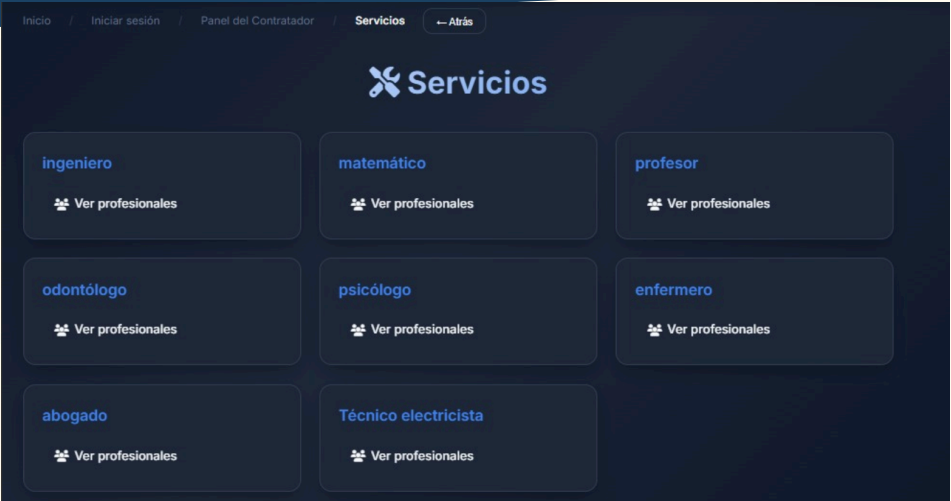 Inicio / Iniciar sesión / Panel del Contratador / Servicios ← Atrás
Servicios
ingeniero
Ver profesionales
matemático
Ver profesionales
profesor
Ver profesionales
odontólogo
Ver profesionales
psicólogo
Ver profesionales
enfermero
Ver profesionales
abogado
Ver profesionales
Técnico electricista
Ver profesionales